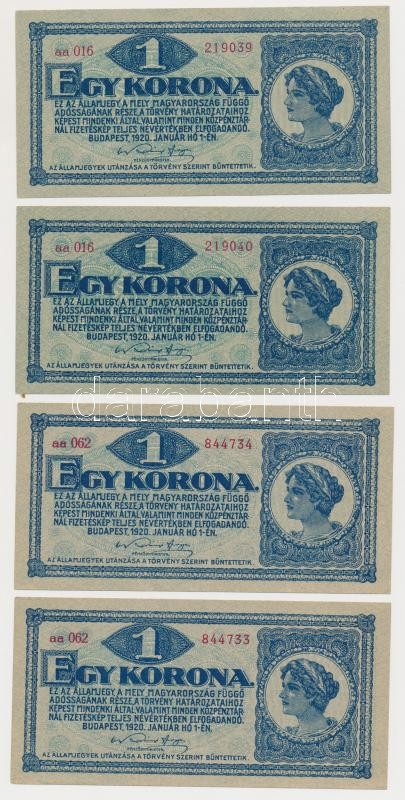 aa 016 1 219039
EGY KORONA.
EZ AZ ÁLLAMJEGY, A MELY MAGYARORSZÁG FÜGGŐ
ADÓSSÁGÁNAK RÉSZE, A TÖRVÉNY HATÁROZATAIHOZ
KÉPEST MINDENKI ÁLTAL, VALAMINT MINDEN KÖZPÉNZTÁR-
NÁL FIZETÉSKÉP TELJES NÉVÉRTÉKBEN ELFOGADANDÓ.
BUDAPEST, 1920. JANUÁR HÓ 1-ÉN.
PÉNZÜGYMINISTER.
AZ ÁLLAMJEGYEK UTÁNZÁSA A TÖRVÉNY SZERINT BÜNTETTETIK.
aa 016 1 219040
EGY KORONA.
EZ AZ ÁLLAMJEGY, A MELY MAGYARORSZÁG FÜGGŐ
ADÓSSÁGÁNAK RÉSZE, A TÖRVÉNY HATÁROZATAIHOZ
KÉPEST MINDENKI ÁLTAL, VALAMINT MINDEN KÖZPÉNZTÁR-
NÁL FIZETÉSKÉP TELJES NÉVÉRTÉKBEN ELFOGADANDÓ.
BUDAPEST, 1920. JANUÁR HÓ 1-ÉN.
PÉNZÜGYMINISTER.
AZ ÁLLAMJEGYEK UTÁNZÁSA A TÖRVÉNY SZERINT BÜNTETTETIK.
darabanth
aa 062 1 844734
EGY KORONA.
EZ AZ ÁLLAMJEGY, A MELY MAGYARORSZÁG FÜGGŐ
ADÓSSÁGÁNAK RÉSZE, A TÖRVÉNY HATÁROZATAIHOZ
KÉPEST MINDENKI ÁLTAL, VALAMINT MINDEN KÖZPÉNZTÁR-
NÁL FIZETÉSKÉP TELJES NÉVÉRTÉKBEN ELFOGADANDÓ.
BUDAPEST, 1920. JANUÁR HÓ 1-ÉN.
PÉNZÜGYMINISTER.
AZ ÁLLAMJEGYEK UTÁNZÁSA A TÖRVÉNY SZERINT BÜNTETTETIK.
aa 062 1 844733
EGY KORONA.
EZ AZ ÁLLAMJEGY, A MELY MAGYARORSZÁG FÜGGŐ
ADÓSSÁGÁNAK RÉSZE, A TÖRVÉNY HATÁROZATAIHOZ
KÉPEST MINDENKI ÁLTAL, VALAMINT MINDEN KÖZPÉNZTÁR-
NÁL FIZETÉSKÉP TELJES NÉVÉRTÉKBEN ELFOGADANDÓ.
BUDAPEST, 1920. JANUÁR HÓ 1-ÉN.
PÉNZÜGYMINISTER.
AZ ÁLLAMJEGYEK UTÁNZÁSA A TÖRVÉNY SZERINT BÜNTETTETIK.